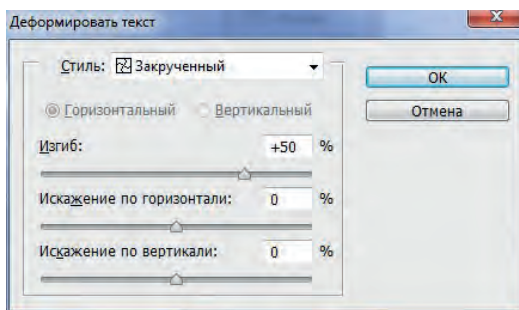 Деформировать текст
Стиль: Закрученный
OK
Горизонтальный Вертикальный
Отмена
Изгиб: +50 %
Искажение по горизонтали: 0 %
Искажение по вертикали: 0 %